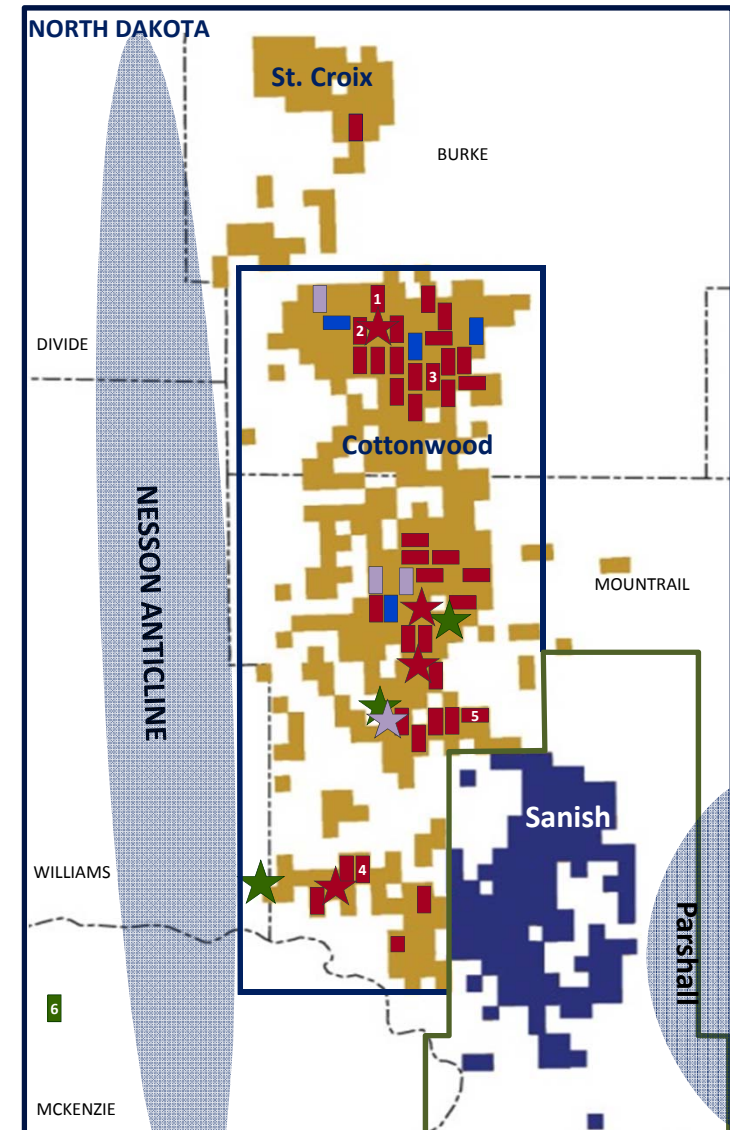 NORTH DAKOTA
St. Croix
BURKE
1
2
DIVIDE
3
Cottonwood
NESSON ANTICLINE
MOUNTRAIL
5
Sanish
WILLIAMS
4
Parshall
6
MCKENZIE